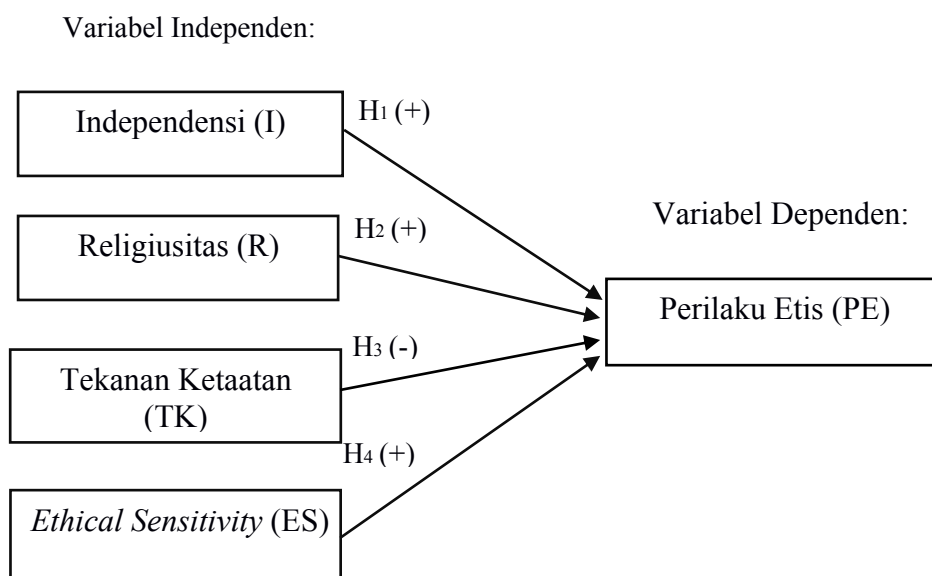 Variabel Independen:
Independensi (I)
H1 (+)
Religiusitas (R)
H2 (+)
Variabel Dependen:
Perilaku Etis (PE)
Tekanan Ketaatan
(TK)
H3 (-)
H4 (+)
Ethical Sensitivity (ES)